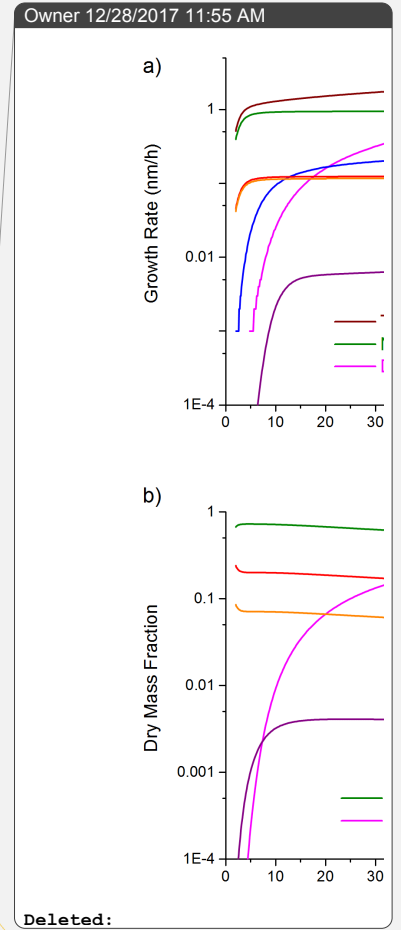 Owner 12/28/2017 11:55 AM
a)
Growth Rate (nm/h)
1
0.01
1E-4
0 10 20 30
b)
Dry Mass Fraction
1
0.1
0.01
0.001
1E-4
0 10 20 30
Deleted: